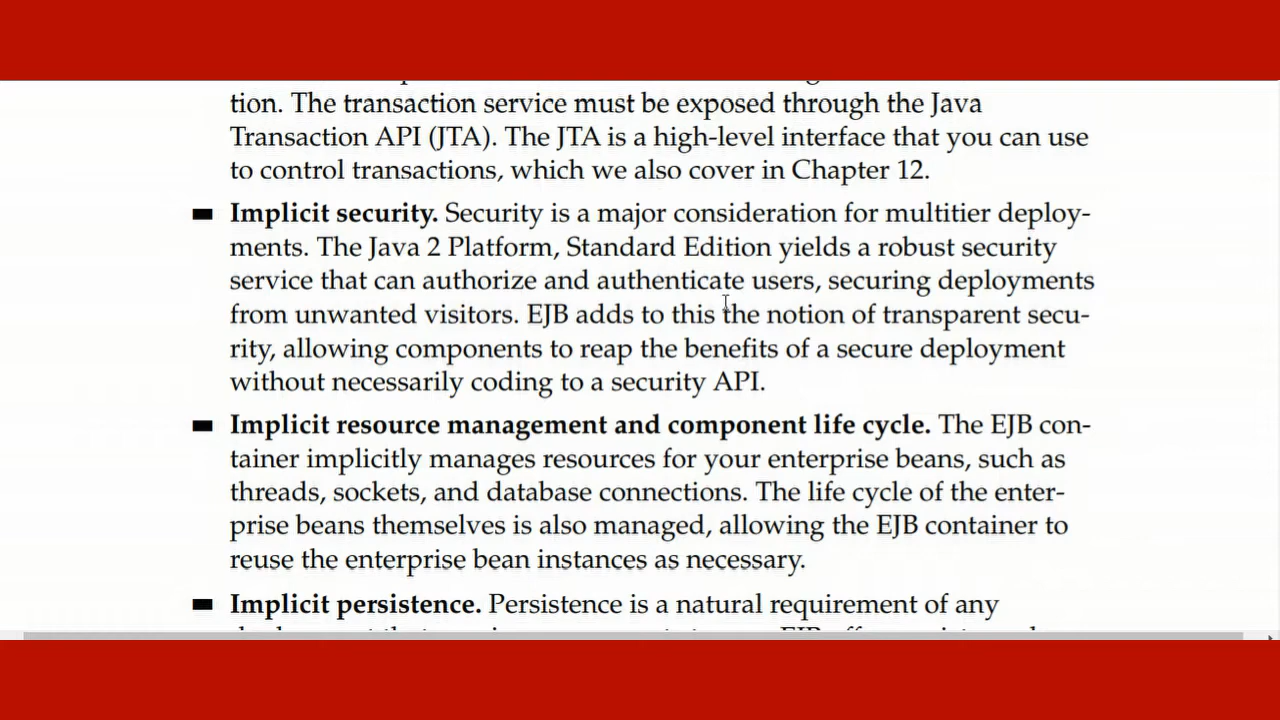 tion. The transaction service must be exposed through the Java
Transaction API (JTA). The JTA is a high-level interface that you can use
to control transactions, which we also cover in Chapter 12.
Implicit security. Security is a major consideration for multitier deploy-
ments. The Java 2 Platform, Standard Edition yields a robust security
service that can authorize and authenticate users, securing deployments
from unwanted visitors. EJB adds to this the notion of transparent secu-
rity, allowing components to reap the benefits of a secure deployment
without necessarily coding to a security API.
Implicit resource management and component life cycle. The EJB con-
tainer implicitly manages resources for your enterprise beans, such as
threads, sockets, and database connections. The life cycle of the enter-
prise beans themselves is also managed, allowing the EJB container to
reuse the enterprise bean instances as necessary.
Implicit persistence. Persistence is a natural requirement of any